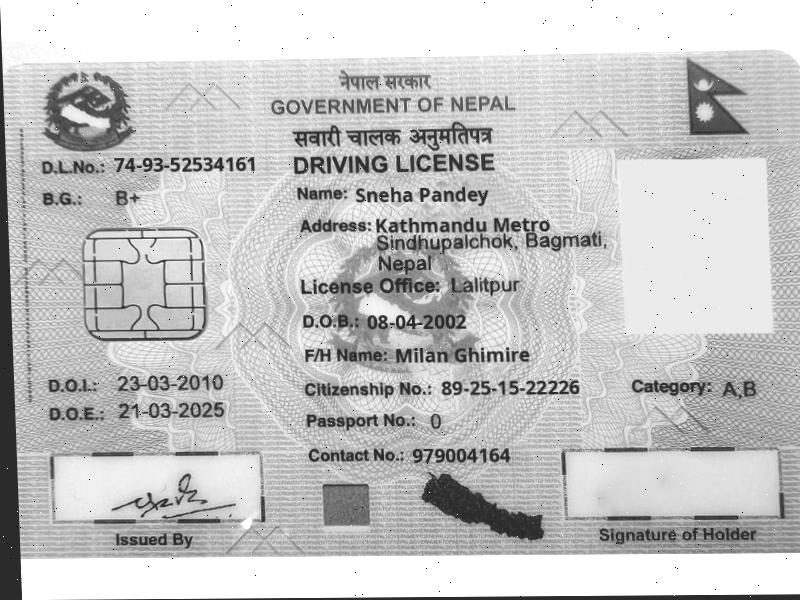 नेपाल सरकार
GOVERNMENT OF NEPAL
सवारी चालक अनुमतिपत्र
DRIVING LICENSE
D.L.No.: 74-93-52534161
B.G.: B+
Name: Sneha Pandey
Address: Kathmandu Metro
Sindhupalchok, Bagmati,
Nepal
License Office: Lalitpur
D.O.B.: 08-04-2002
F/H Name: Milan Ghimire
D.O.I.: 23-03-2010
Citizenship No.: 89-25-15-22226
Category: A,B
D.O.E.: 21-03-2025
Passport No.: 0
Contact No.: 979004164
Issued By
Signature of Holder